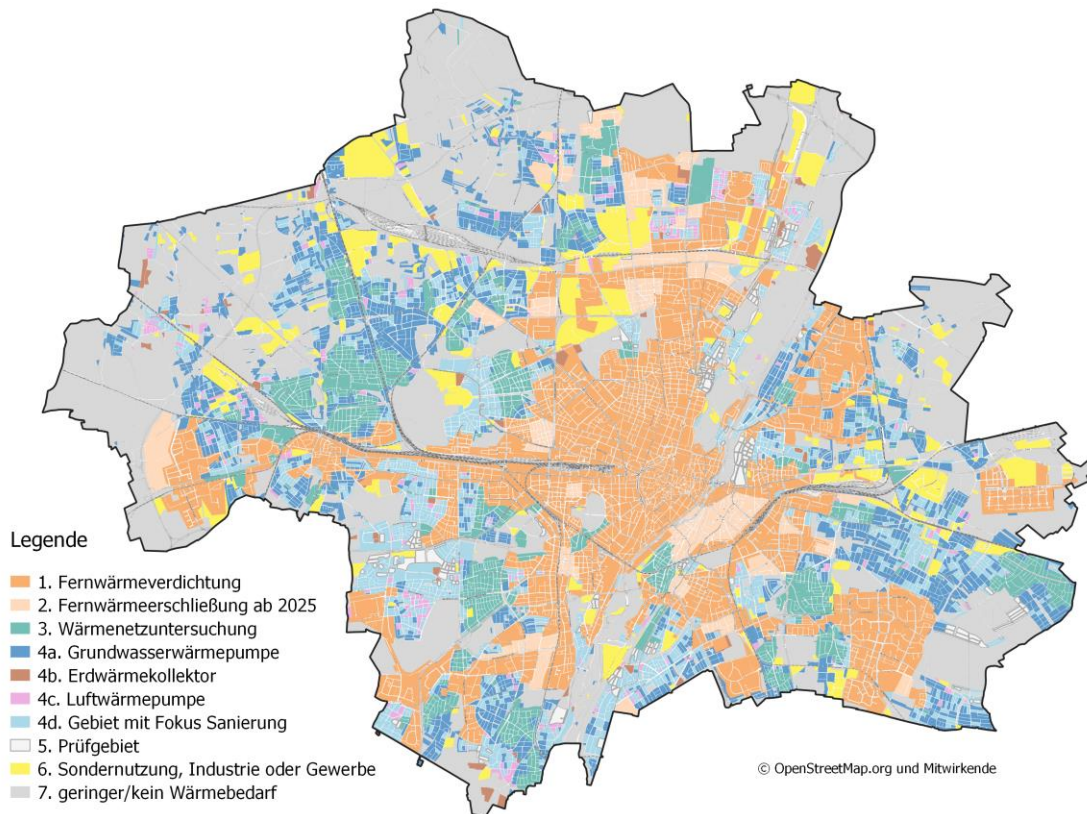 Legende
1. Fernwärmeverdichtung
2. Fernwärmeerschließung ab 2025
3. Wärmenetzuntersuchung
4a. Grundwasserwärmepumpe
4b. Erdwärmekollektor
4c. Luftwärmepumpe
4d. Gebiet mit Fokus Sanierung
5. Prüfgebiet
6. Sondernutzung, Industrie oder Gewerbe
7. geringer/kein Wärmebedarf
© OpenStreetMap.org und Mitwirkende